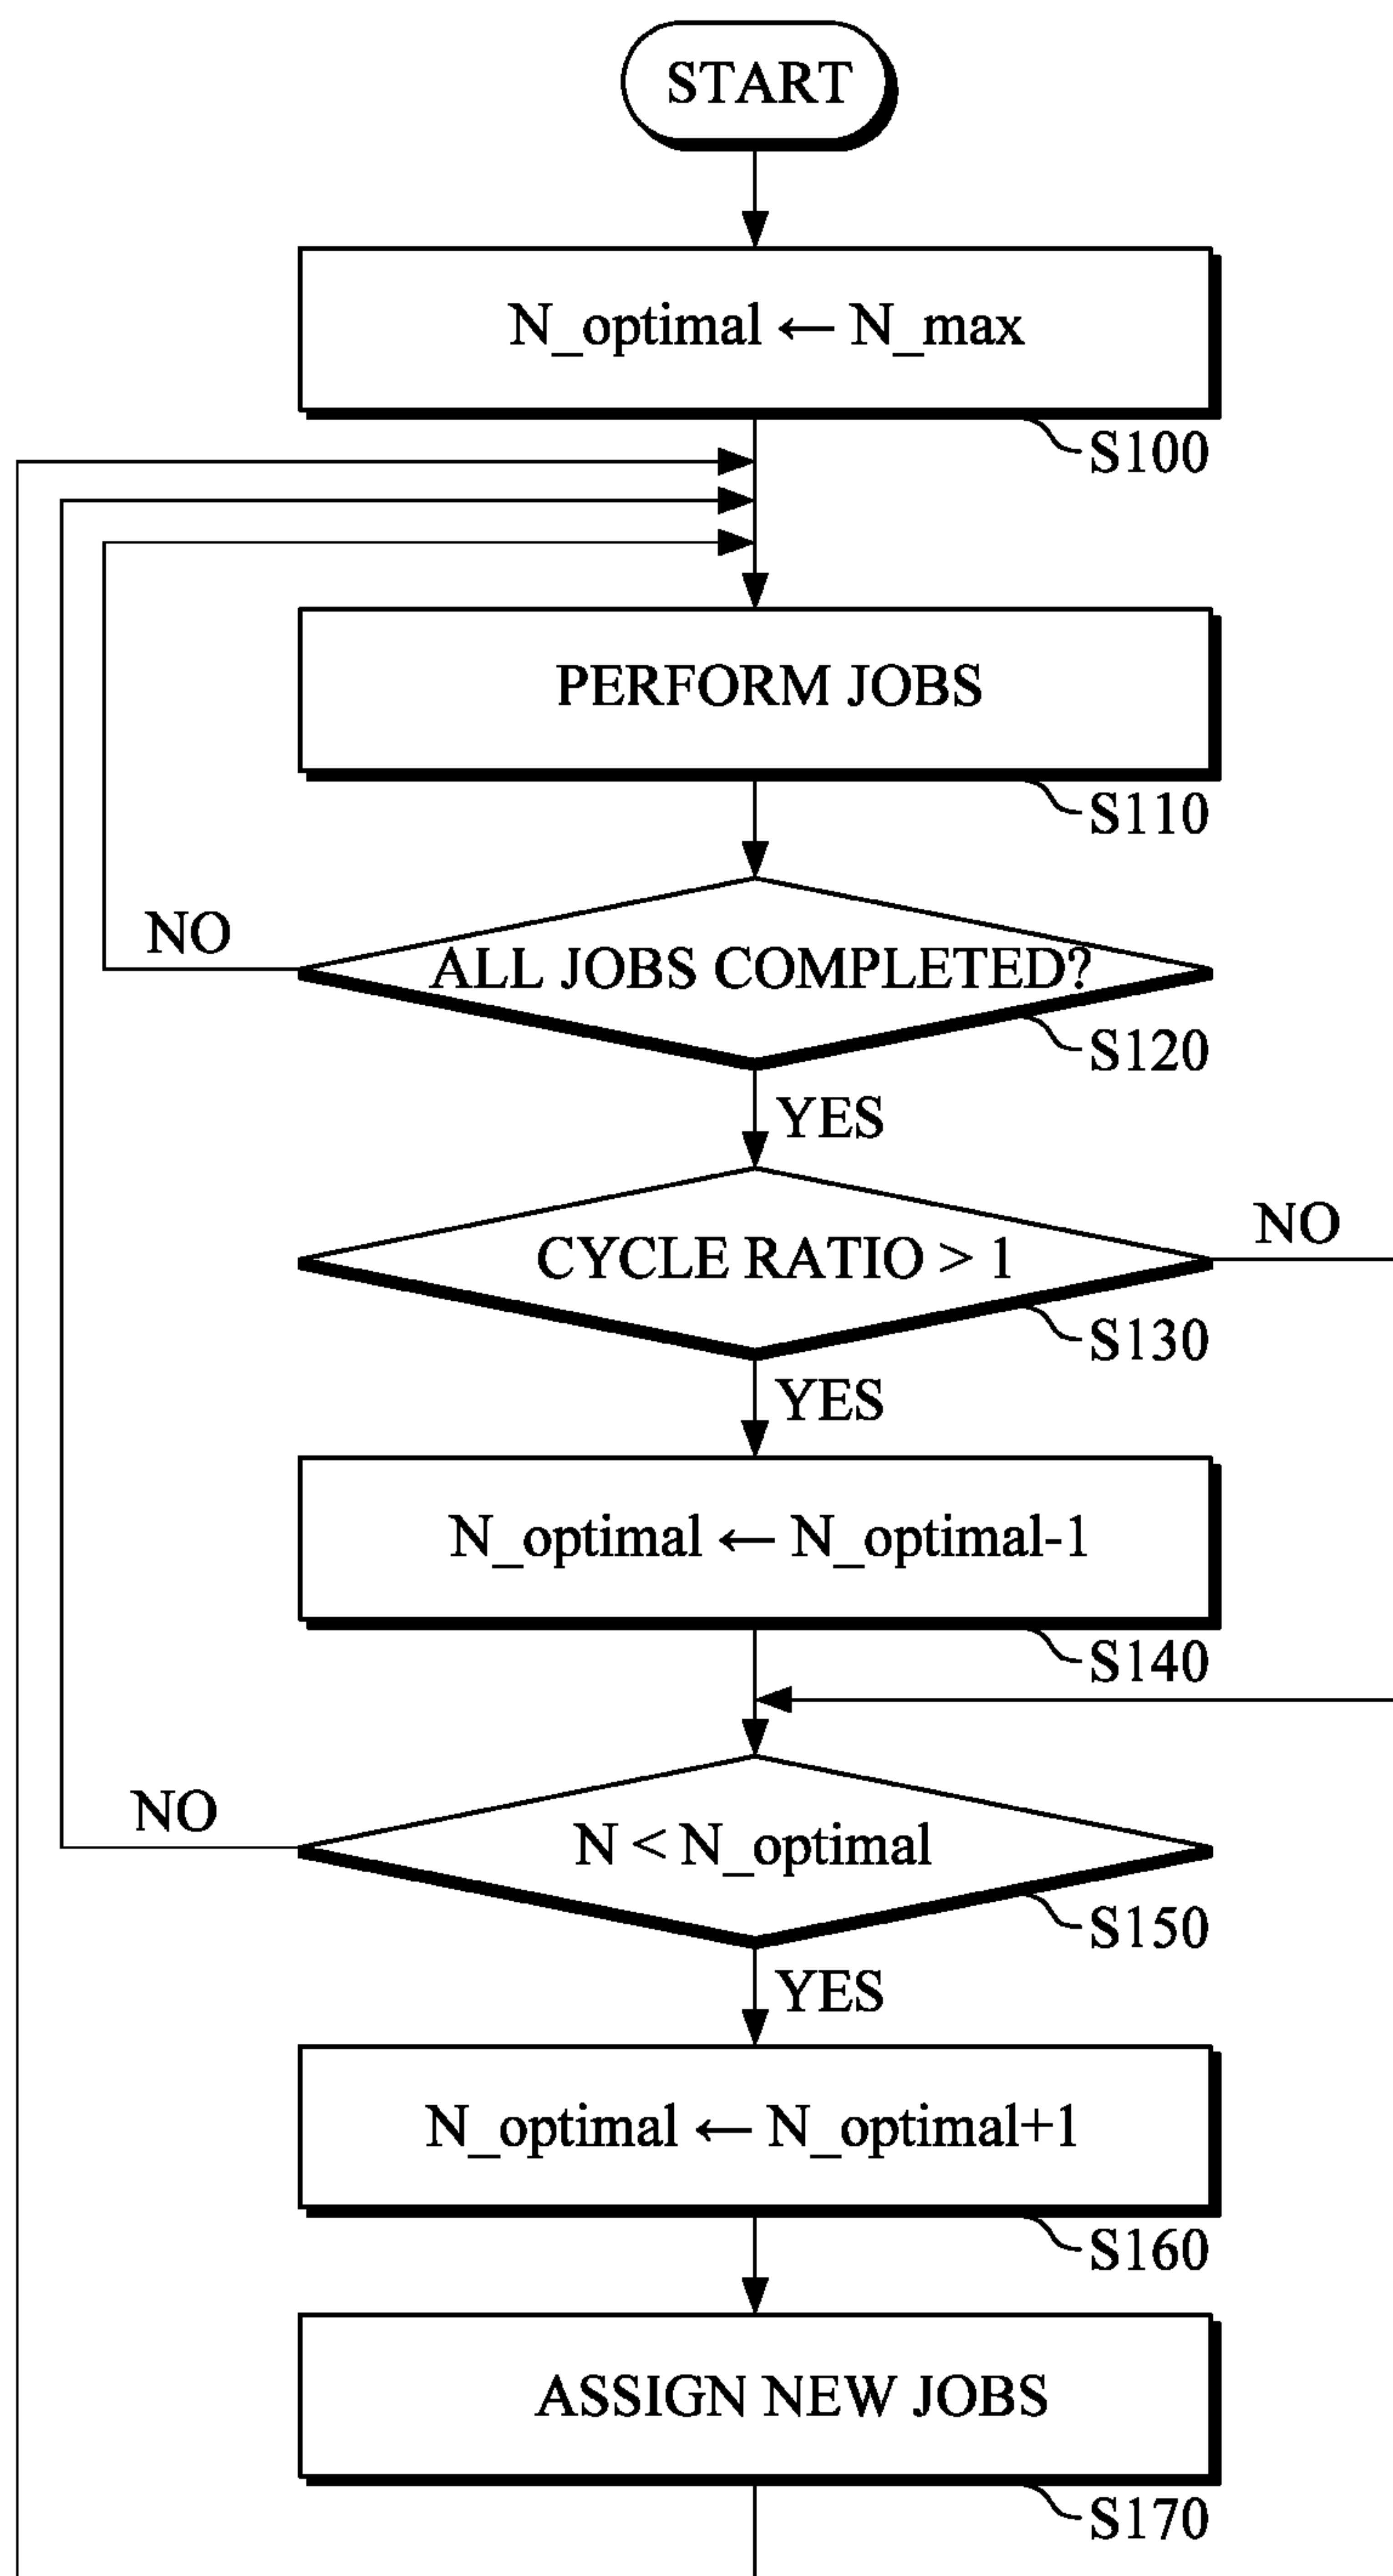 START
N_optimal ← N_max
S100
PERFORM JOBS
S110
NO
ALL JOBS COMPLETED?
S120
YES
NO
CYCLE RATIO > 1
S130
YES
N_optimal ← N_optimal-1
S140
NO
N < N_optimal
S150
YES
N_optimal ← N_optimal+1
S160
ASSIGN NEW JOBS
S170